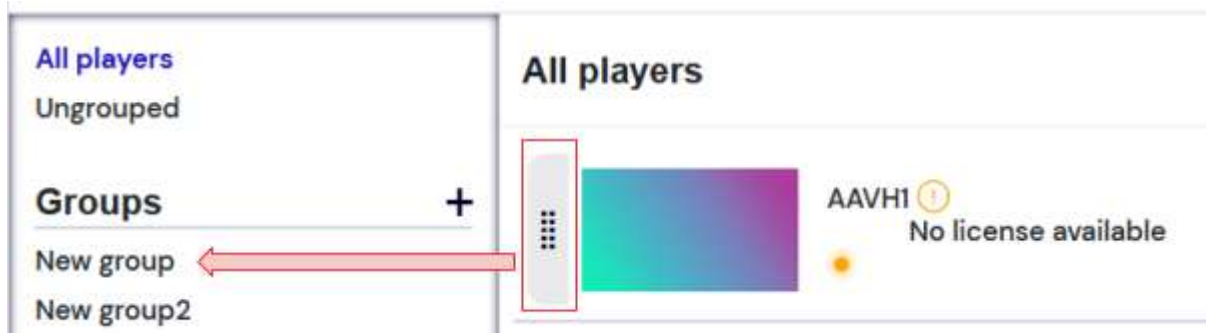 All players
Ungrouped
Groups +
New group
New group2
All players
AAVH1
No license available